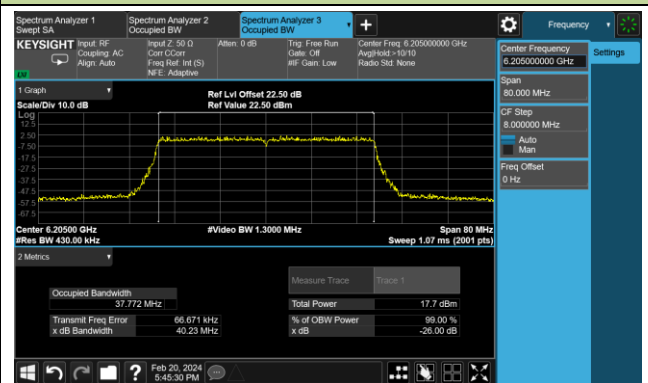 Spectrum Analyzer 1
Swept SA
Spectrum Analyzer 2
Occupied BW
Spectrum Analyzer 3
Occupied BW
Frequency
KEYSIGHT
Input: RF
Coupling: AC
Align: Auto
Input Z: 50 Ω
Corr CCorr
Freq Ref: Int (S)
NFE: Adaptive
Atten: 0 dB
Trig: Free Run
Gate: Off
#IF Gain: Low
Center Freq: 6.205000000 GHz
Avg|Hold:>10/10
Radio Std: None
Center Frequency
6.205000000 GHz
Settings
Span
80.000 MHz
CF Step
8.000000 MHz
Auto
Man
Freq Offset
0 Hz
1 Graph
Scale/Div 10.0 dB
Ref Lvl Offset 22.50 dB
Ref Value 22.50 dBm
Log
12.5
2.50
-7.50
-17.5
-27.5
-37.5
-47.5
-57.5
-67.5
Center 6.20500 GHz
#Res BW 430.00 kHz
#Video BW 1.3000 MHz
Span 80 MHz
Sweep 1.07 ms (2001 pts)
2 Metrics
Measure Trace
Trace 1
Occupied Bandwidth
37.772 MHz
Total Power
17.7 dBm
Transmit Freq Error
66.671 kHz
% of OBW Power
99.00 %
x dB Bandwidth
40.23 MHz
x dB
-26.00 dB
Feb 20, 2024
5:45:30 PM